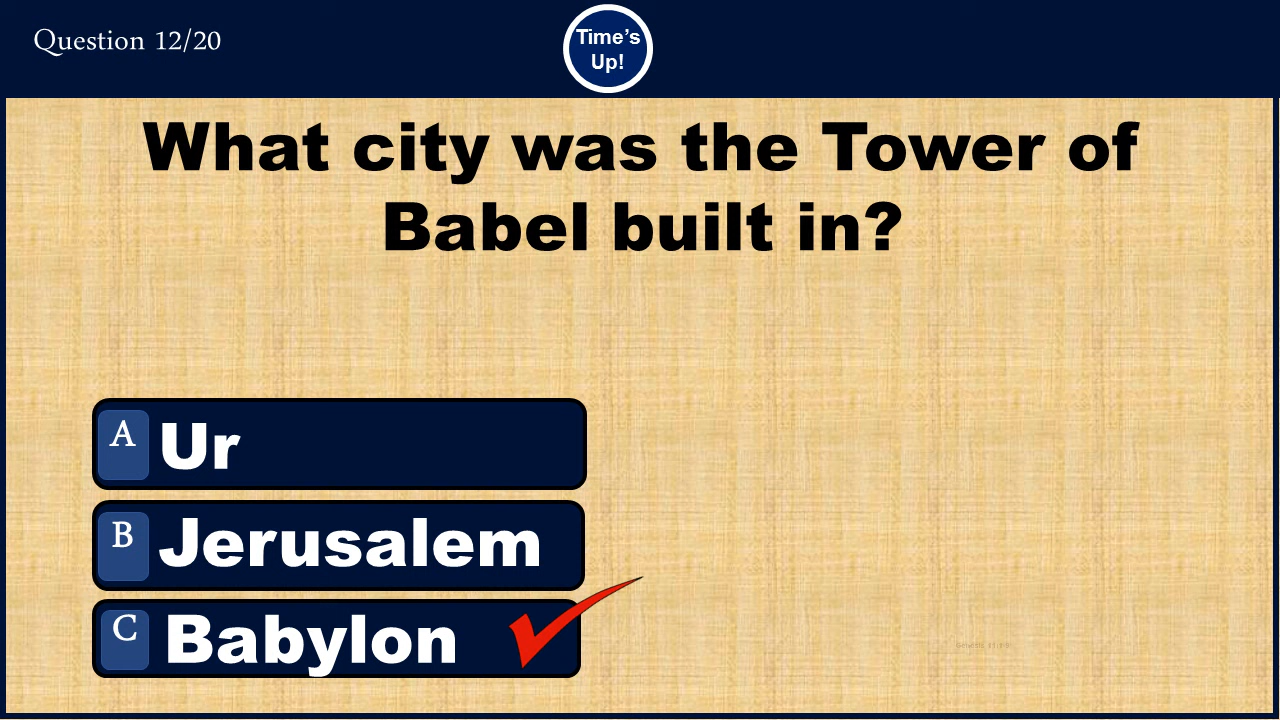 Question 12/20
Time's
Up!
What city was the Tower of
Babel built in?
A Ur
B Jerusalem
C Babylon